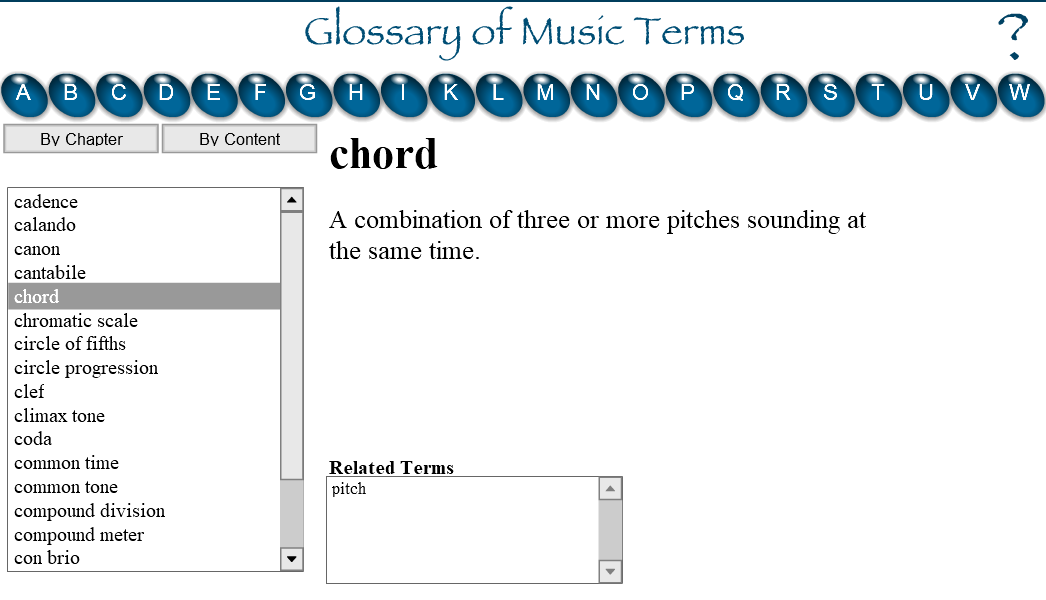 Glossary of Music Terms
?
A B C D E F G H I K L M N O P Q R S T U V W
By Chapter By Content
chord
A combination of three or more pitches sounding at
the same time.
cadence
calando
canon
cantabile
chord
chromatic scale
circle of fifths
circle progression
clef
climax tone
coda
common time
common tone
compound division
compound meter
con brio
Related Terms
pitch